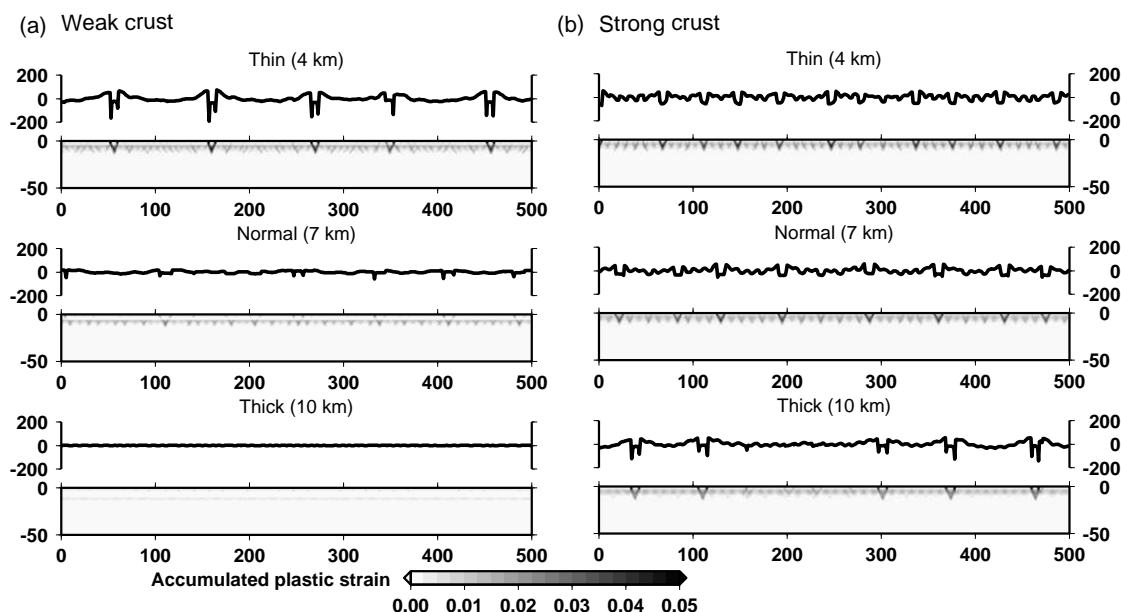 (a) Weak crust
Thin (4 km)
200
0
-200
0
-50
0 100 200 300 400 500
Normal (7 km)
200
0
-200
0
-50
0 100 200 300 400 500
Thick (10 km)
200
0
-200
0
-50
0 100 200 300 400 500
(b) Strong crust
Thin (4 km)
200
0
-200
0
-50
0 100 200 300 400 500
Normal (7 km)
200
0
-200
0
-50
0 100 200 300 400 500
Thick (10 km)
200
0
-200
0
-50
0 100 200 300 400 500
Accumulated plastic strain
0.00 0.01 0.02 0.03 0.04 0.05